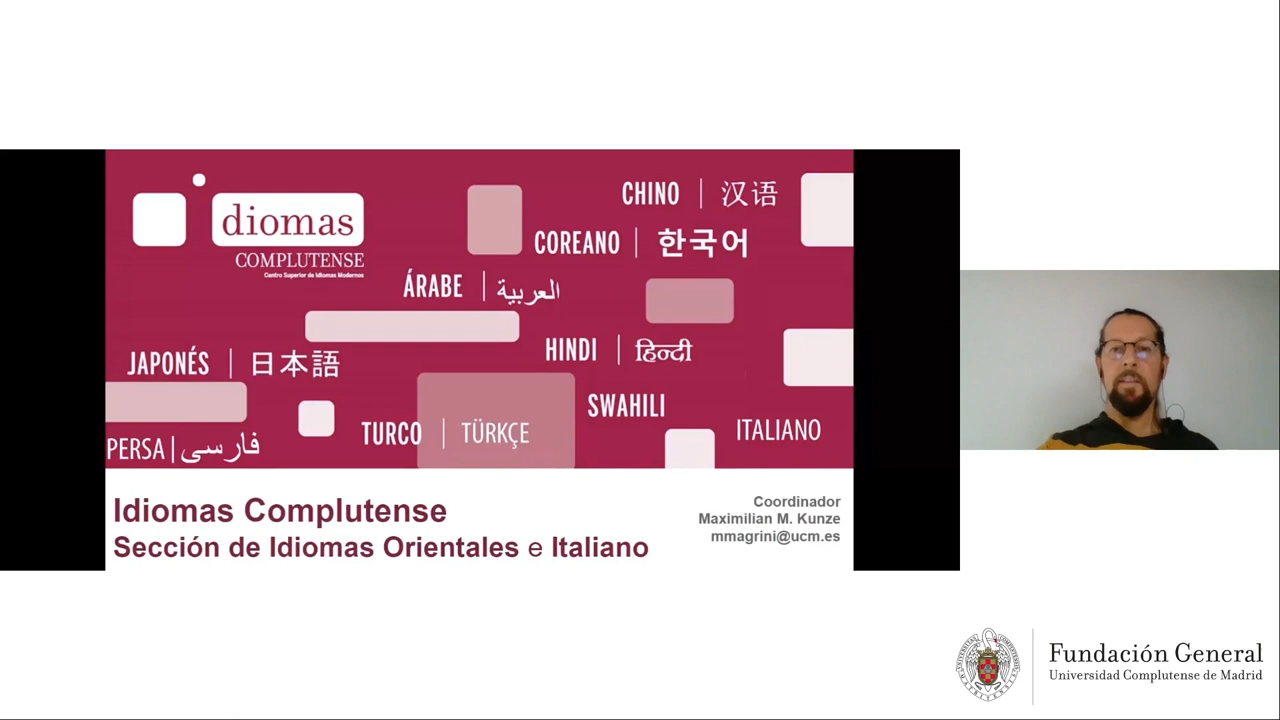 diomas
COMPLUTENSE
Centro Superior de Idiomas Modernos
CHINO | 汉语
COREANO | 한국어
ÁRABE | العربية
HINDI | हिन्दी
JAPONÉS | 日本語
SWAHILI
TURCO | TÜRKÇE
ITALIANO
PERSA | فارسی
Idiomas Complutense
Sección de Idiomas Orientales e Italiano
Coordinador
Maximilian M. Kunze
mmagrini@ucm.es
Fundación General
Universidad Complutense de Madrid